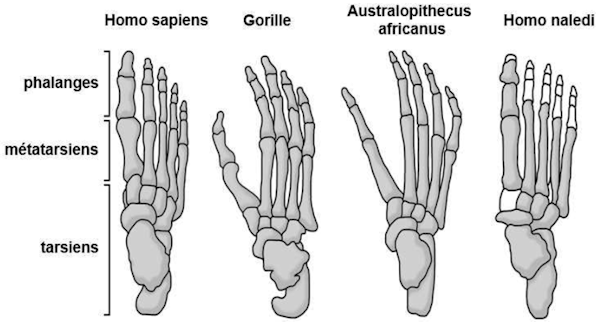 Homo sapiens
Gorille
Australopithecus
africanus
Homo naledi
phalanges
métatarsiens
tarsiens